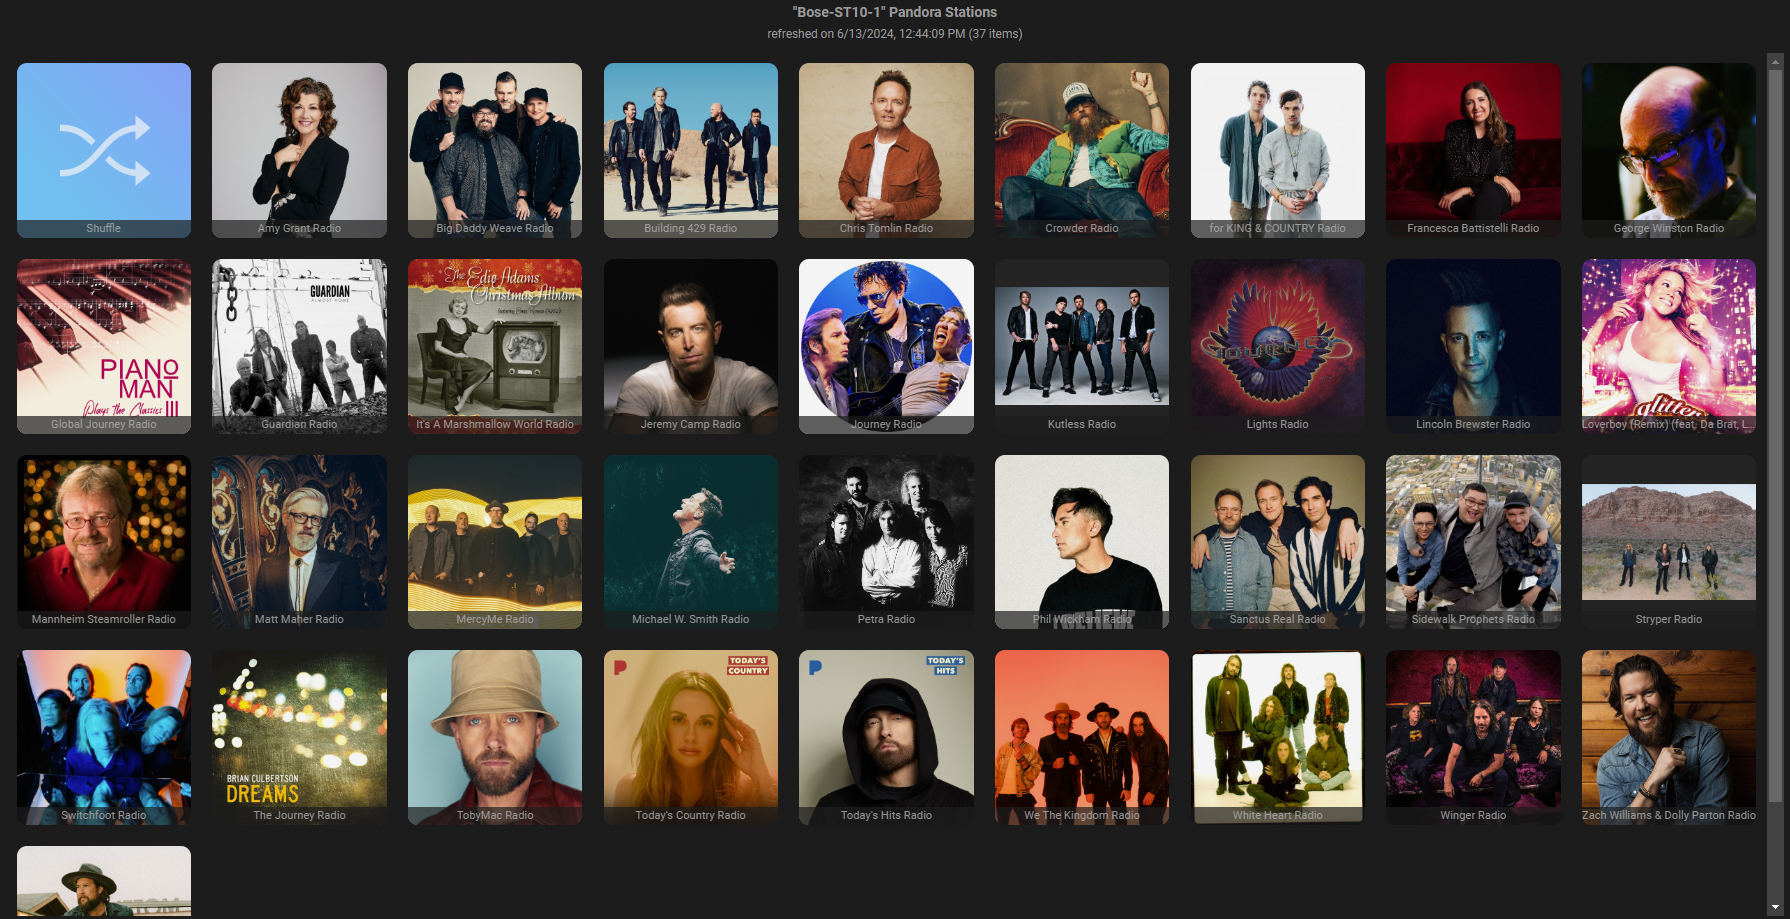 "Bose-ST10-1" Pandora Stations
refreshed on 6/13/2024, 12:44:09 PM (37 items)
Shuffle
Amy Grant Radio
Big Daddy Weave Radio
Building 429 Radio
Chris Tomlin Radio
Crowder Radio
for KING & COUNTRY Radio
Francesca Battistelli Radio
George Winston Radio
PIANO
MAN
Plays the Classics III
Global Journey Radio
GUARDIAN
ALMOST HOME
Guardian Radio
The Edie Adams
Christmas Album
It's A Marshmallow World Radio
Jeremy Camp Radio
Journey Radio
Kutless Radio
JOURNEY
Lights Radio
Lincoln Brewster Radio
glitter
Loverboy (Remix) (feat. Da Brat, L...
Mannheim Steamroller Radio
Matt Maher Radio
MercyMe Radio
Michael W. Smith Radio
Petra Radio
Phil Wickham Radio
Sanctus Real Radio
Sidewalk Prophets Radio
Stryper Radio
Switchfoot Radio
BRIAN CULBERTSON
DREAMS
The Journey Radio
TobyMac Radio
TODAY'S
COUNTRY
Today's Country Radio
TODAY'S
HITS
Today's Hits Radio
We The Kingdom Radio
White Heart Radio
Winger Radio
Zach Williams & Dolly Parton Radio